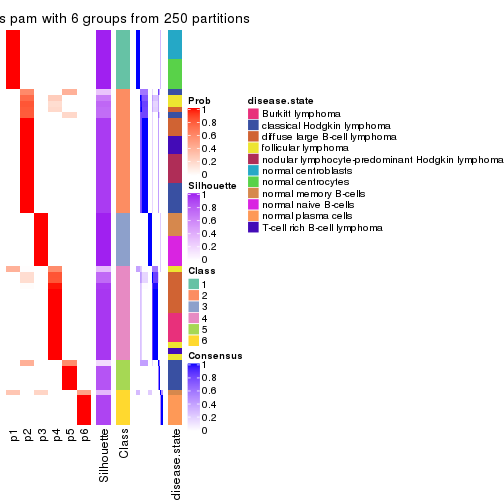 s pam with 6 groups from 250 partitions
p1
p2
p3
p4
p5
p6
Silhouette
Class
disease.state
Prob
1
0.8
0.6
0.4
0.2
0
Silhouette
1
0.8
0.6
0.4
0.2
0
Class
1
2
3
4
5
6
Consensus
1
0.8
0.6
0.4
0.2
0
disease.state
Burkitt lymphoma
classical Hodgkin lymphoma
diffuse large B-cell lymphoma
follicular lymphoma
nodular lymphocyte-predominant Hodgkin lymphoma
normal centroblasts
normal centrocytes
normal memory B-cells
normal naive B-cells
normal plasma cells
T-cell rich B-cell lymphoma